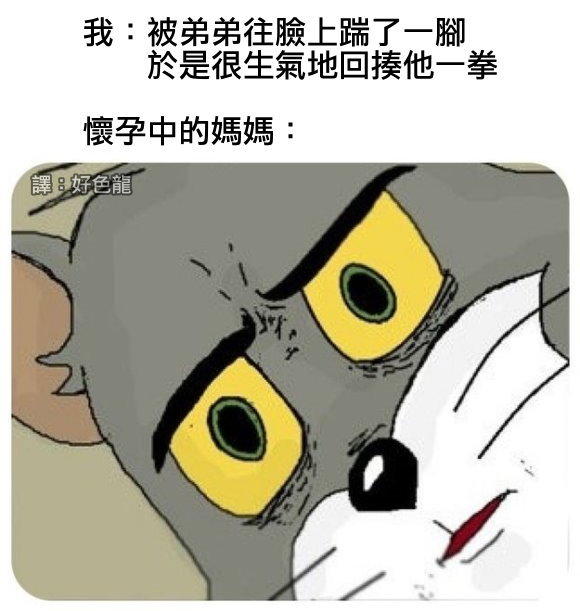 我：被弟弟往臉上踹了一腳
於是很生氣地回揍他一拳
懷孕中的媽媽：
譯：好色龍